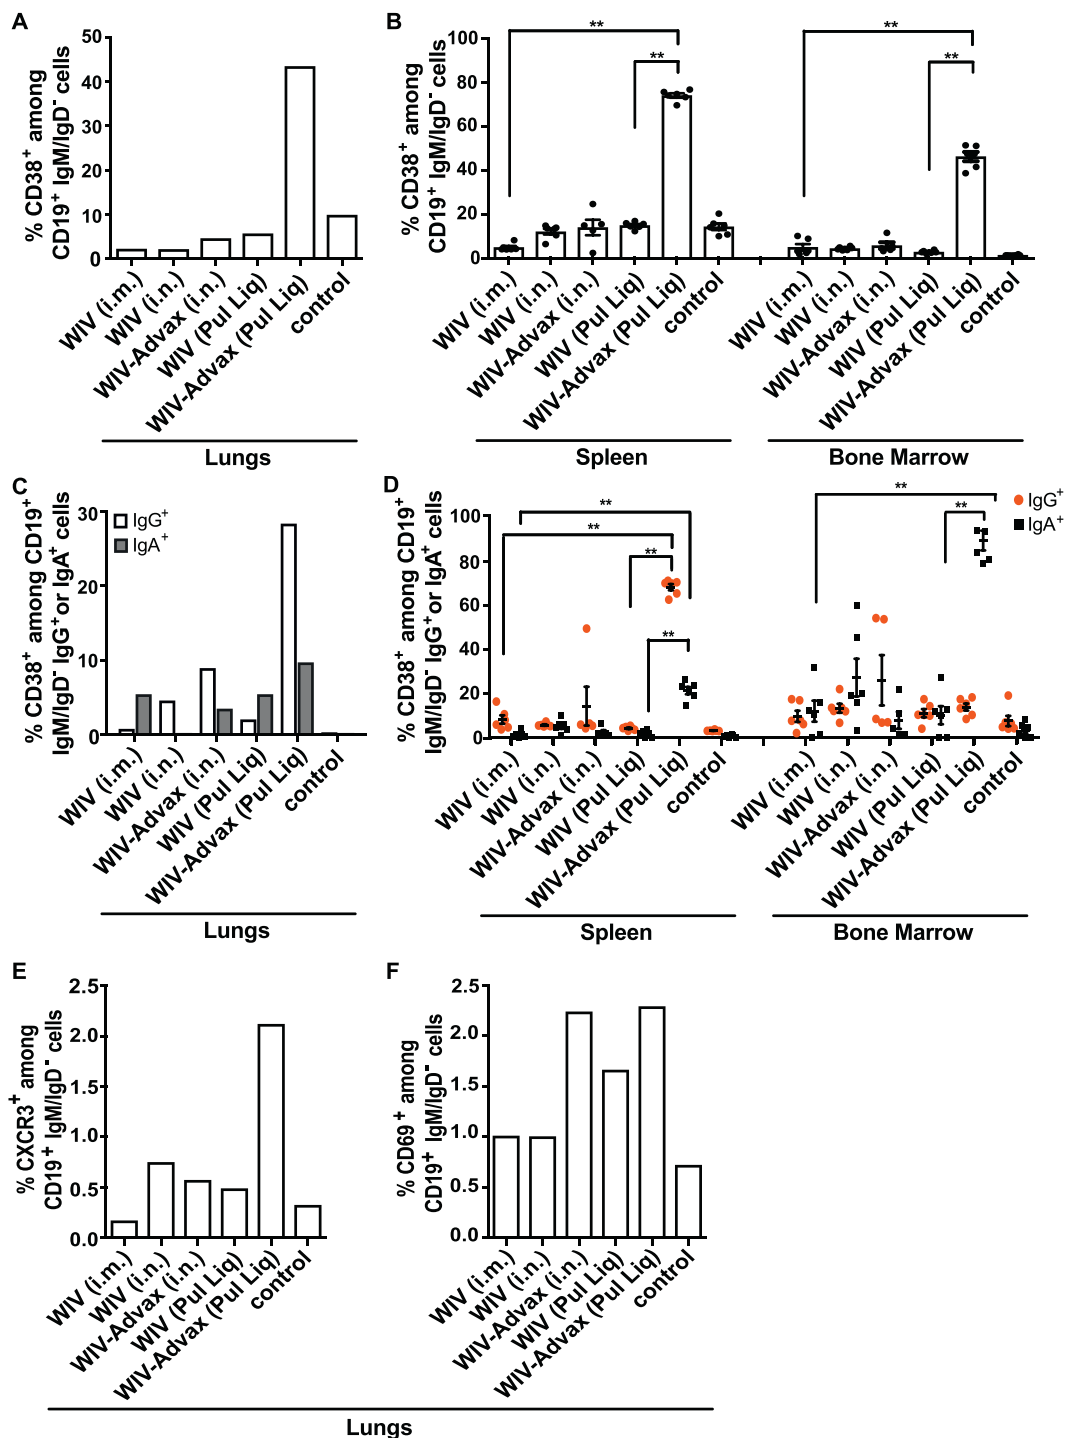 A
% CD38+ among
CD19+ IgM/IgD- cells
50
40
30
20
10
0
WIV (i.m.)
WIV (i.n.)
WIV-Advax (i.n.)
WIV (Pul Liq)
WIV-Advax (Pul Liq)
control
Lungs
B
% CD38+ among
CD19+ IgM/IgD- cells
100
80
60
40
20
0
**
**
**
**
WIV (i.m.)
WIV (i.n.)
WIV-Advax (i.n.)
WIV (Pul Liq)
WIV-Advax (Pul Liq)
control
WIV (i.m.)
WIV (i.n.)
WIV-Advax (i.n.)
WIV (Pul Liq)
WIV-Advax (Pul Liq)
control
Spleen
Bone Marrow
C
% CD38+ among CD19+
IgM/IgD- IgG+ or IgA+ cells
30
20
10
0
IgG+
IgA+
WIV (i.m.)
WIV (i.n.)
WIV-Advax (i.n.)
WIV (Pul Liq)
WIV-Advax (Pul Liq)
control
Lungs
D
% CD38+ among CD19+
IgM/IgD- IgG+ or IgA+ cells
100
80
60
40
20
0
**
**
**
**
**
**
IgG+
IgA+
WIV (i.m.)
WIV (i.n.)
WIV-Advax (i.n.)
WIV (Pul Liq)
WIV-Advax (Pul Liq)
control
WIV (i.m.)
WIV (i.n.)
WIV-Advax (i.n.)
WIV (Pul Liq)
WIV-Advax (Pul Liq)
control
Spleen
Bone Marrow
E
% CXCR3+ among
CD19+ IgM/IgD- cells
2.5
2.0
1.5
1.0
0.5
0.0
WIV (i.m.)
WIV (i.n.)
WIV-Advax (i.n.)
WIV (Pul Liq)
WIV-Advax (Pul Liq)
control
F
% CD69+ among
CD19+ IgM/IgD- cells
2.5
2.0
1.5
1.0
0.5
0.0
WIV (i.m.)
WIV (i.n.)
WIV-Advax (i.n.)
WIV (Pul Liq)
WIV-Advax (Pul Liq)
control
Lungs